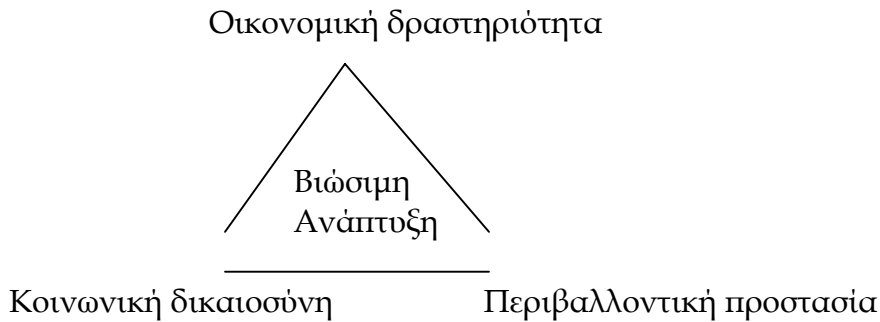 Οικονομική δραστηριότητα
Βιώσιμη
Ανάπτυξη
Κοινωνική δικαιοσύνη
Περιβαλλοντική προστασία